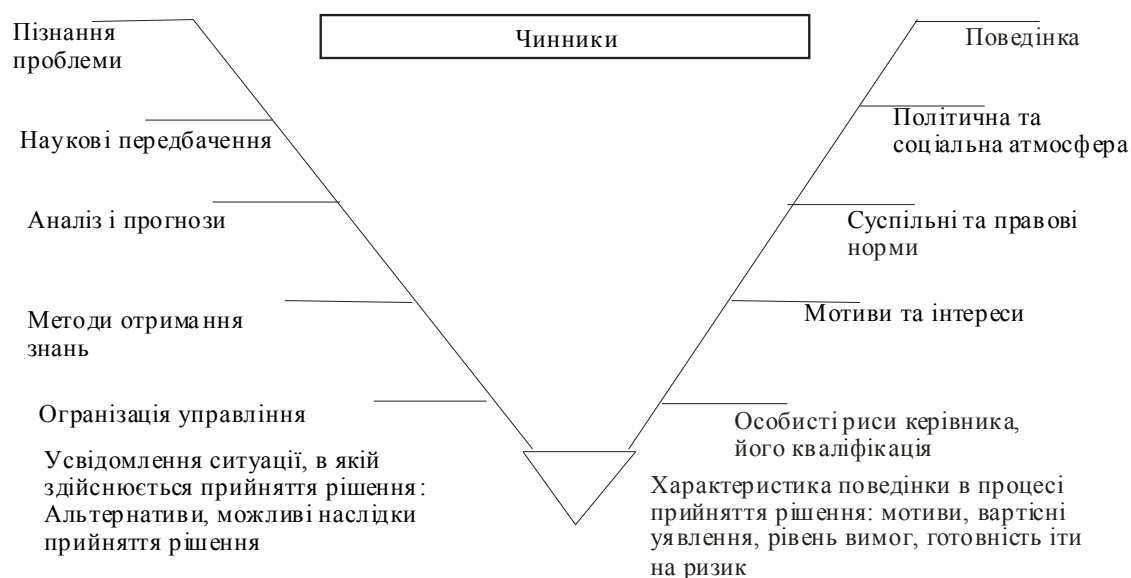 Чинники
Пізнання
проблеми
Наукові передбачення
Аналіз і прогнози
Методи отримання
знань
Огранізація управління
Усвідомлення ситуації, в якій
здійснюється прийняття рішення:
Альтернативи, можливі наслідки
прийняття рішення
Поведінка
Політична та
соціальна атмосфера
Суспільні та правові
норми
Мотиви та інтереси
Особисті риси керівника,
його кваліфікація
Характеристика поведінки в процесі
прийняття рішення: мотиви, вартісні
уявлення, рівень вимог, готовність іти
на ризик